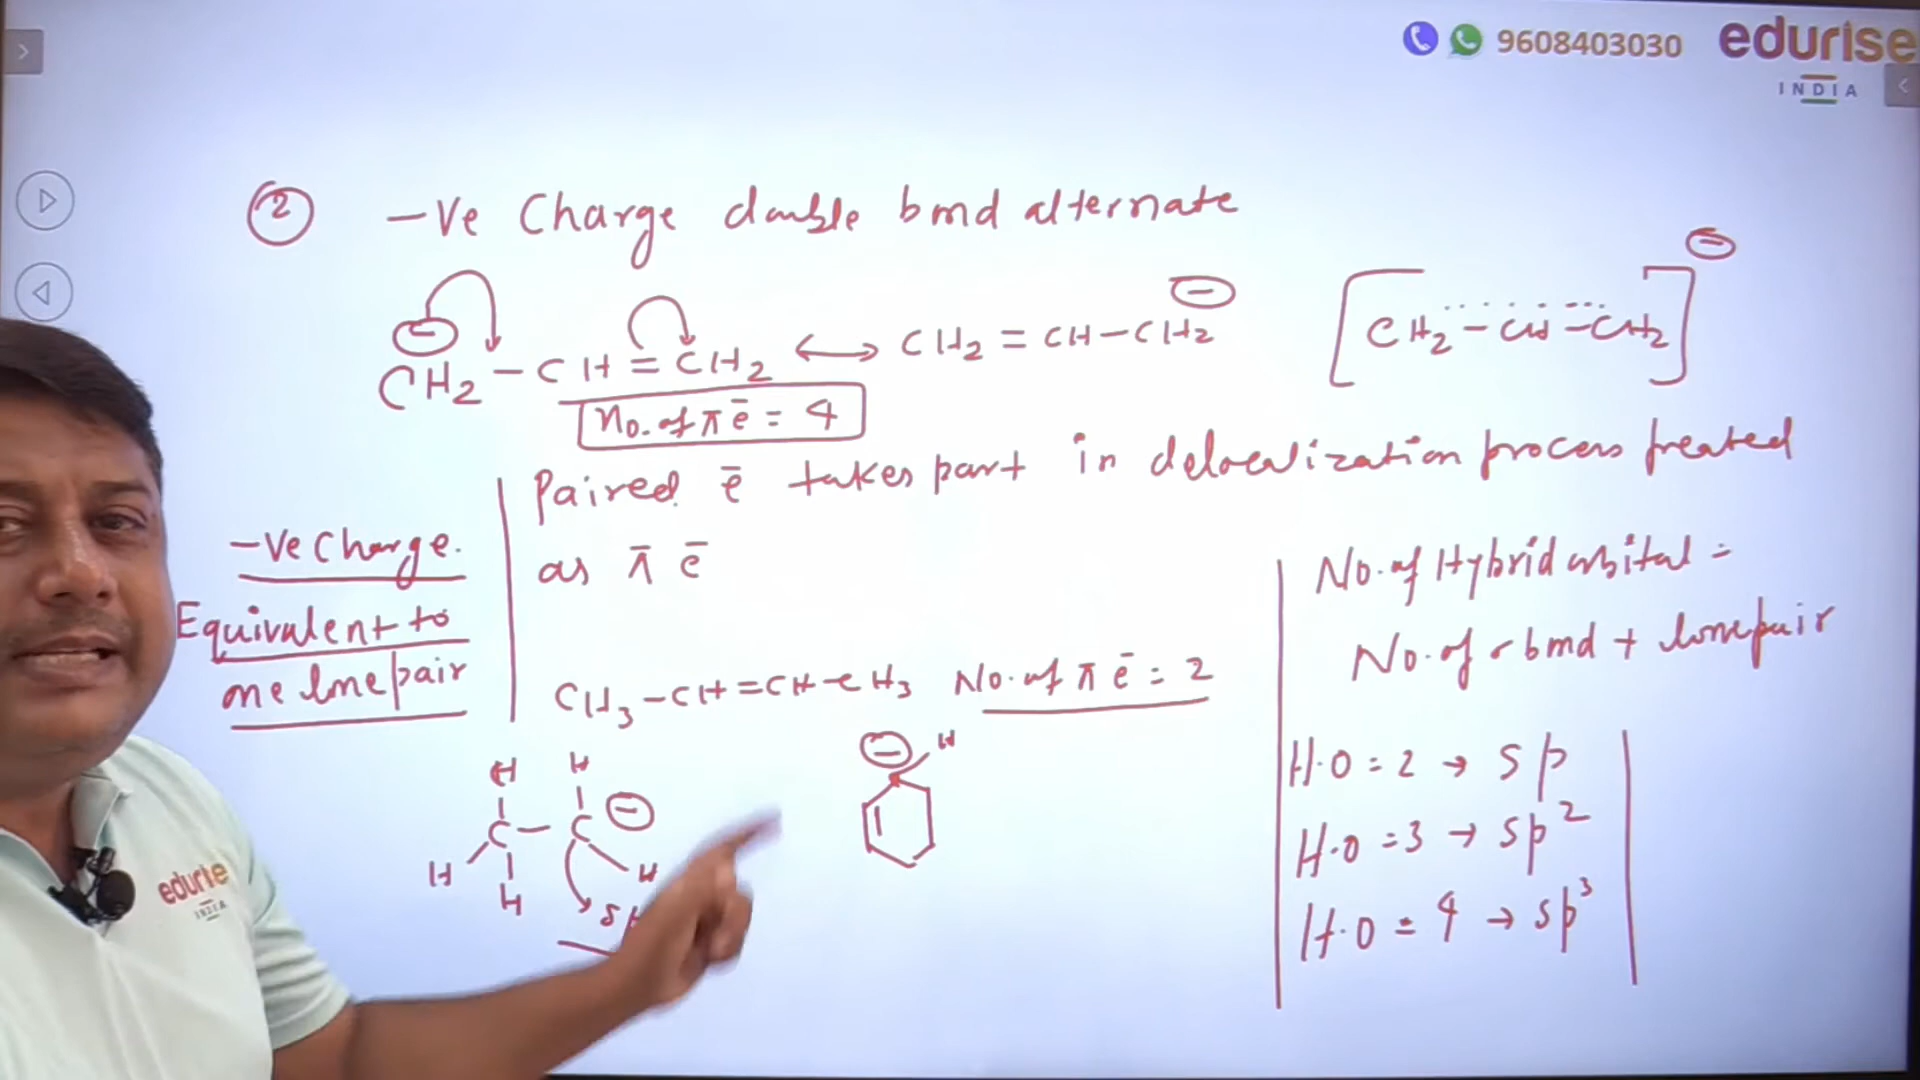 9608403030 edurise
INDIA
② -Ve Charge double bond alternate
⊖CH2 - CH = CH2 ⟷ CH2 = CH - CH2⊖ [CH2 - CH - CH2]⊖
No. of π ē = 4
Paired ē takes part in delocalization process treated
as π ē
-Ve Charge.
Equivalent to
one lone pair
CH3 - CH = CH - CH3 No. of π ē = 2
H H
C - C ⊖
H H H
⊖ H
No. of Hybrid orbital =
No. of σ bond + lone pair
H·O = 2 → sp
H·O = 3 → sp²
H·O = 4 → sp³
edurise
INDIA